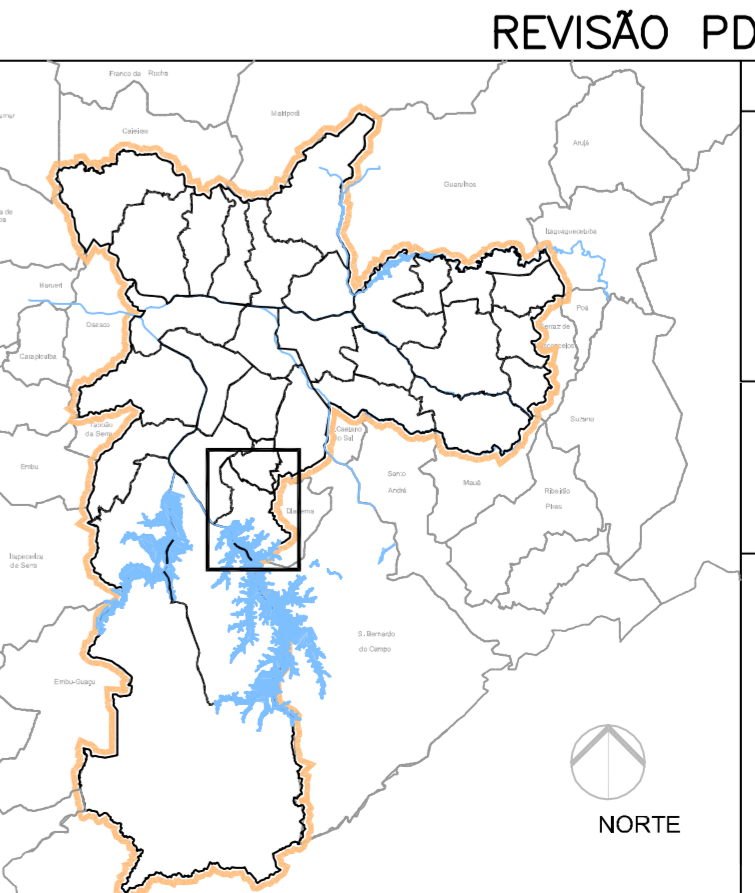 REVISÃO PD
Franco da Rocha
Mairiporã
Caieiras
Arujá
Guarulhos
Itaquaquecetuba
Barueri
Osasco
Poá
Ferraz de
Vasconcelos
Carapicuíba
Suzano
Taboão
da Serra
Caetano
do Sul
Embu
Santo
André
Mauá
Ribeirão
Pires
Diadema
Itapecerica
da Serra
S. Bernardo
do Campo
Embu-Guaçu
NORTE